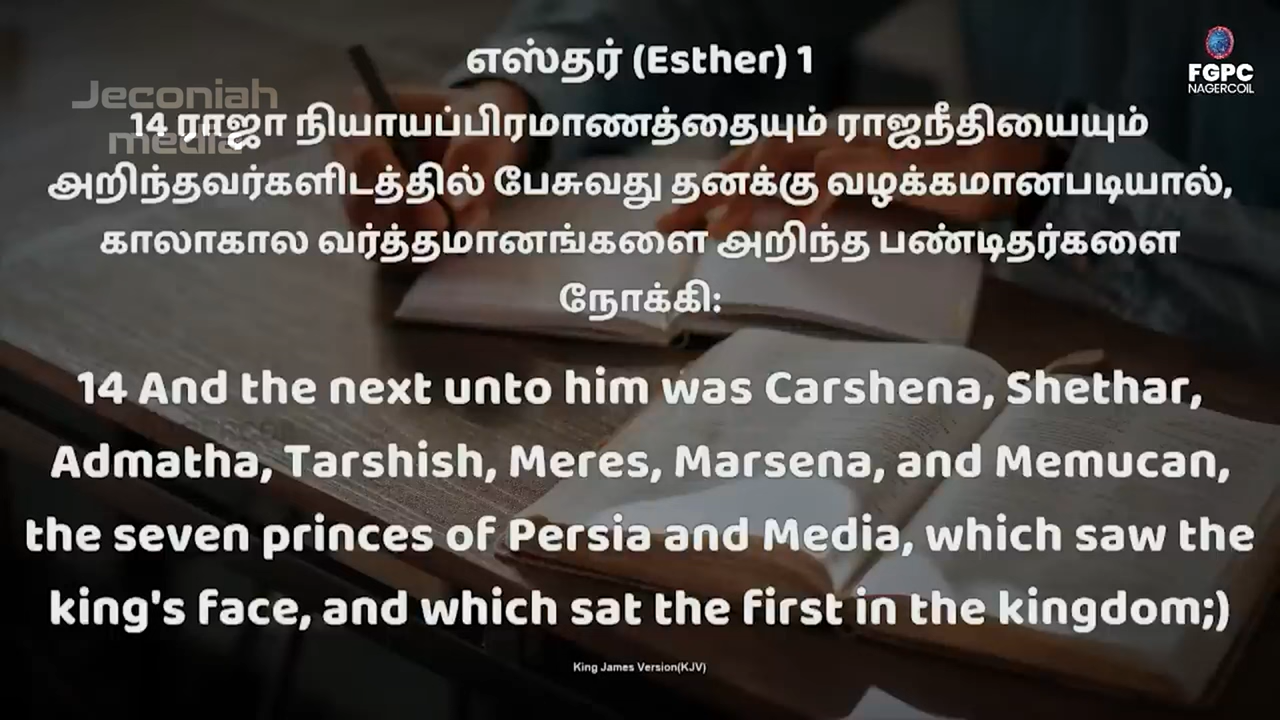 எஸ்தர் (Esther) 1
Jeconiah
media
FGPC
NAGERCOIL
14 ராஜா நியாயப்பிரமாணத்தையும் ராஜநீதியையும்
அறிந்தவர்களிடத்தில் பேசுவது தனக்கு வழக்கமானபடியால்,
காலாகால வர்த்தமானங்களை அறிந்த பண்டிதர்களை
நோக்கி:
14 And the next unto him was Carshena, Shethar,
Admatha, Tarshish, Meres, Marsena, and Memucan,
the seven princes of Persia and Media, which saw the
king's face, and which sat the first in the kingdom;)
King James Version(KJV)